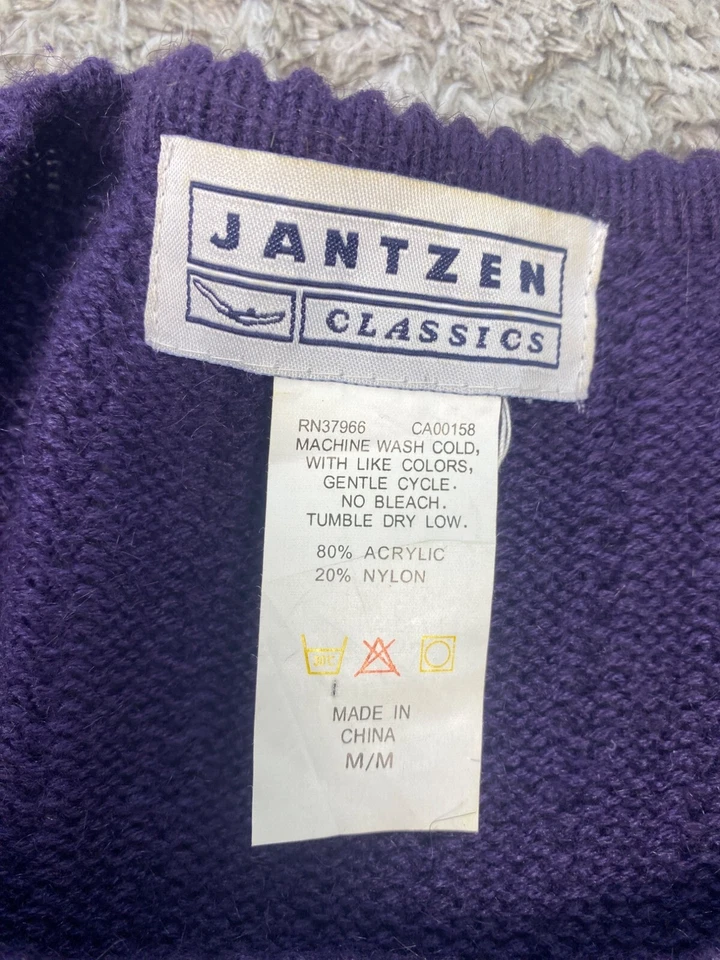 JANTZEN
CLASSICS
RN37966 CA00158
MACHINE WASH COLD,
WITH LIKE COLORS,
GENTLE CYCLE.
NO BLEACH.
TUMBLE DRY LOW.
80% ACRYLIC
20% NYLON
MADE IN
CHINA
M/M